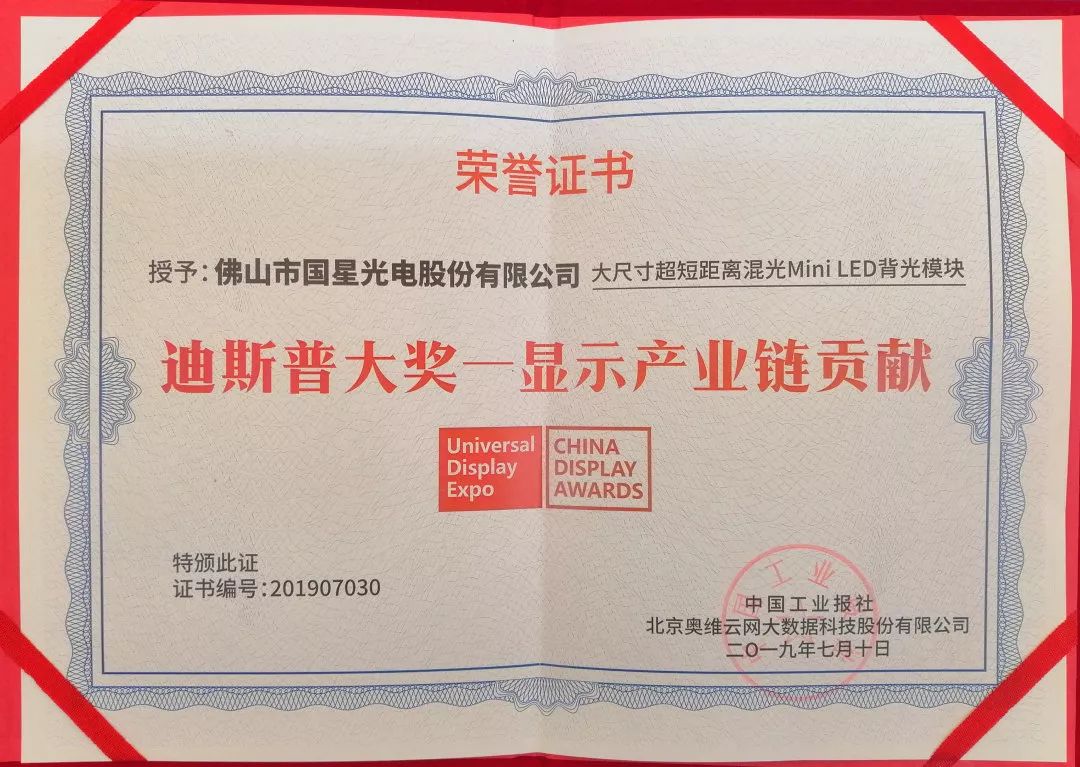 荣誉证书
授予：佛山市国星光电股份有限公司 大尺寸超短距离混光Mini LED背光模块
迪斯普大奖—显示产业链贡献
Universal
Display
Expo
CHINA
DISPLAY
AWARDS
特颁此证
证书编号：201907030
中国工业报社
北京奥维云网大数据科技股份有限公司
二〇一九年七月十日